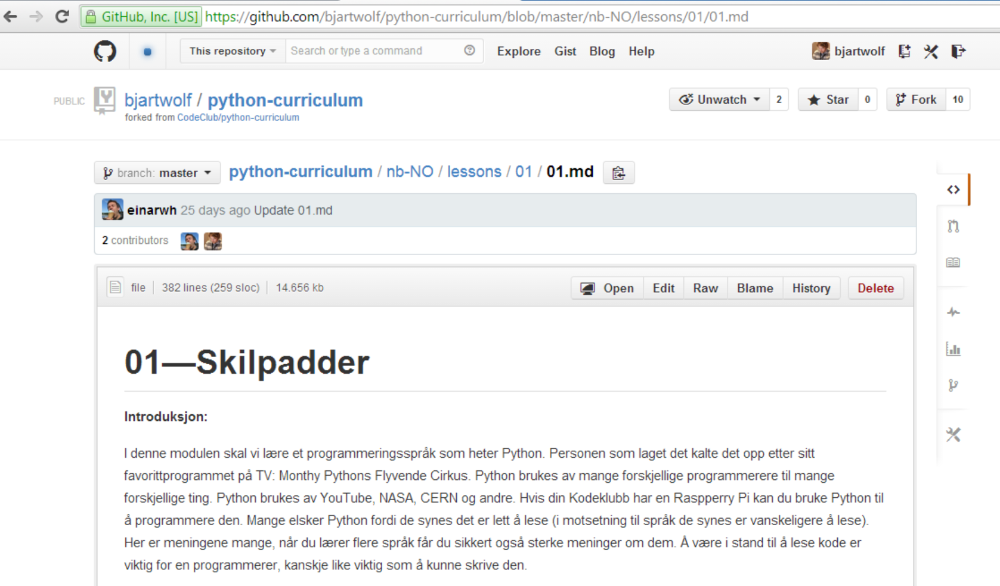 GitHub, Inc. [US] https://github.com/bjartwolf/python-curriculum/blob/master/nb-NO/lessons/01/01.md
This repository Search or type a command Explore Gist Blog Help bjartwolf
PUBLIC bjartwolf / python-curriculum Unwatch 2 Star 0 Fork 10
forked from CodeClub/python-curriculum
branch: master python-curriculum / nb-NO / lessons / 01 / 01.md
einarwh 25 days ago Update 01.md
2 contributors
file 382 lines (259 sloc) 14.656 kb Open Edit Raw Blame History Delete
01—Skilpadder
Introduksjon:
I denne modulen skal vi lære et programmeringsspråk som heter Python. Personen som laget det kalte det opp etter sitt
favorittprogrammet på TV: Monthy Pythons Flyvende Cirkus. Python brukes av mange forskjellige programmerere til mange
forskjellige ting. Python brukes av YouTube, NASA, CERN og andre. Hvis din Kodeklubb har en Raspperry Pi kan du bruke Python til
å programmere den. Mange elsker Python fordi de synes det er lett å lese (i motsetning til språk de synes er vanskeligere å lese).
Her er meningene mange, når du lærer flere språk får du sikkert også sterke meninger om dem. Å være i stand til å lese kode er
viktig for en programmerer, kanskje like viktig som å kunne skrive den.